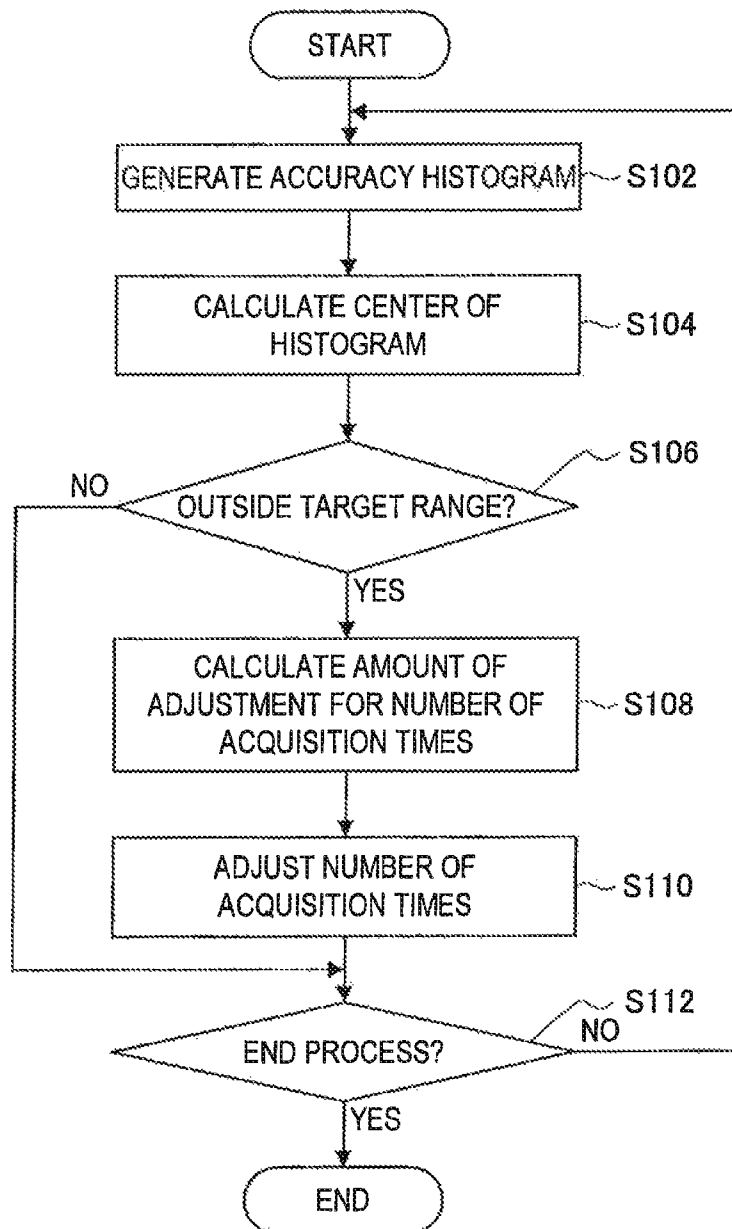 START
GENERATE ACCURACY HISTOGRAM
S102
CALCULATE CENTER OF
HISTOGRAM
S104
S106
NO
OUTSIDE TARGET RANGE?
YES
CALCULATE AMOUNT OF
ADJUSTMENT FOR NUMBER OF
ACQUISITION TIMES
S108
ADJUST NUMBER OF
ACQUISITION TIMES
S110
S112
NO
END PROCESS?
YES
END